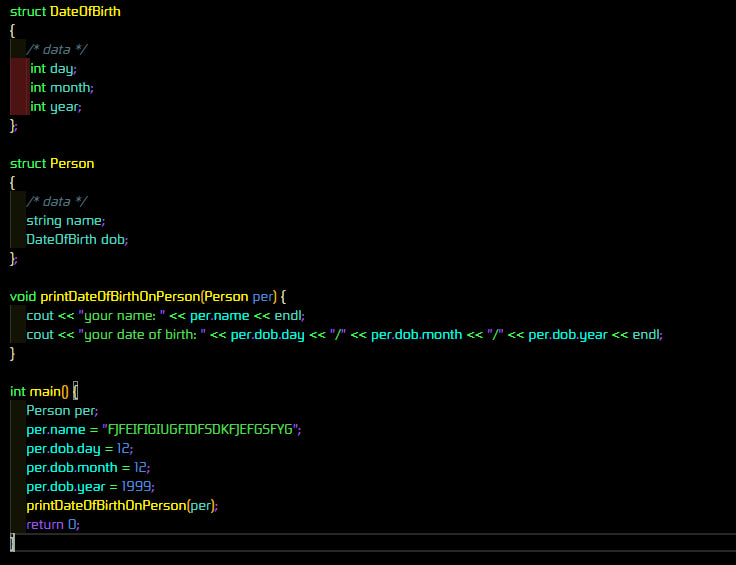 struct DateOfBirth
{
/* data */
int day;
int month;
int year;
};
struct Person
{
/* data */
string name;
DateOfBirth dob;
};
void printDateOfBirthOnPerson(Person per) {
cout << "your name: " << per.name << endl;
cout << "your date of birth: " << per.dob.day << "/" << per.dob.month << "/" << per.dob.year << endl;
}
int main() {
Person per;
per.name = "FJFEIFIGIUGFIDFSDKFJEFGSFYG";
per.dob.day = 12;
per.dob.month = 12;
per.dob.year = 1999;
printDateOfBirthOnPerson(per);
return 0;
}